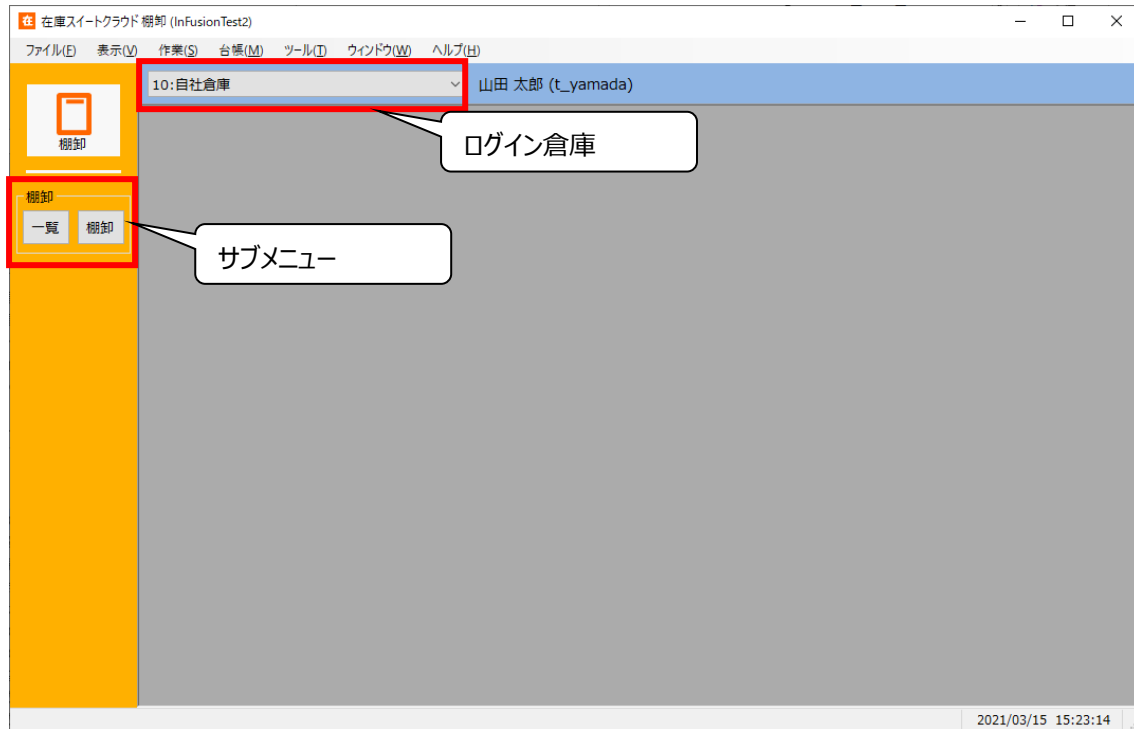 在 在庫スイートクラウド 棚卸 (InFusionTest2)
ファイル(F) 表示(V) 作業(S) 台帳(M) ツール(T) ウィンドウ(W) ヘルプ(H)
10:自社倉庫 山田 太郎 (t_yamada)
ログイン倉庫
棚卸
棚卸
一覧 棚卸
サブメニュー
2021/03/15 15:23:14